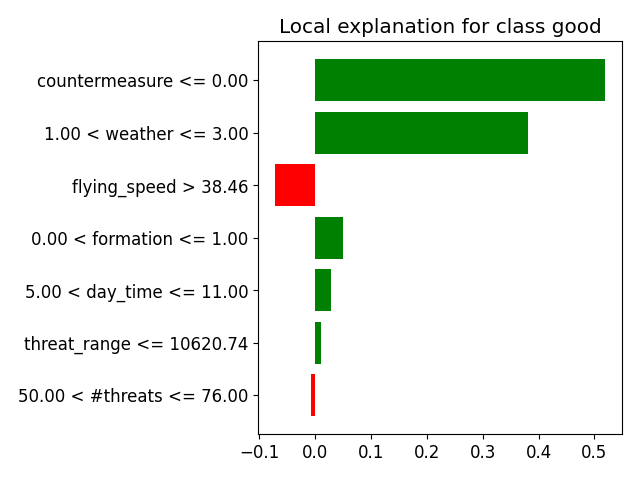 Local explanation for class good
countermeasure <= 0.00
1.00 < weather <= 3.00
flying_speed > 38.46
0.00 < formation <= 1.00
5.00 < day_time <= 11.00
threat_range <= 10620.74
50.00 < #threats <= 76.00
−0.1 0.0 0.1 0.2 0.3 0.4 0.5